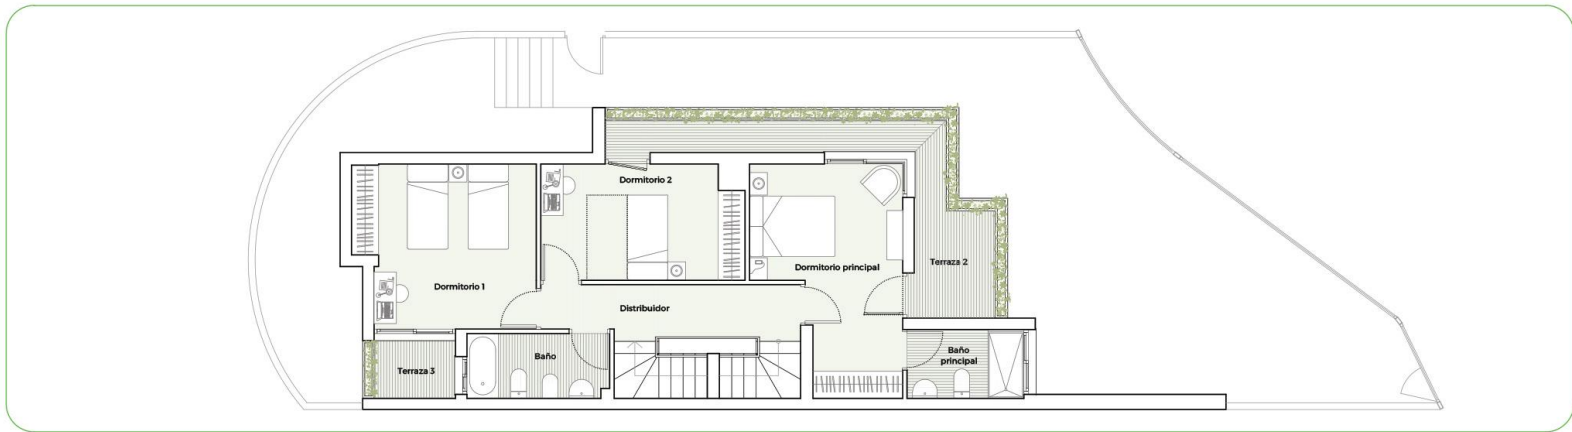 Dormitorio 2
Terraza 2
Dormitorio principal
Dormitorio 1
Distribuidor
Baño
Baño
principal
Terraza 3